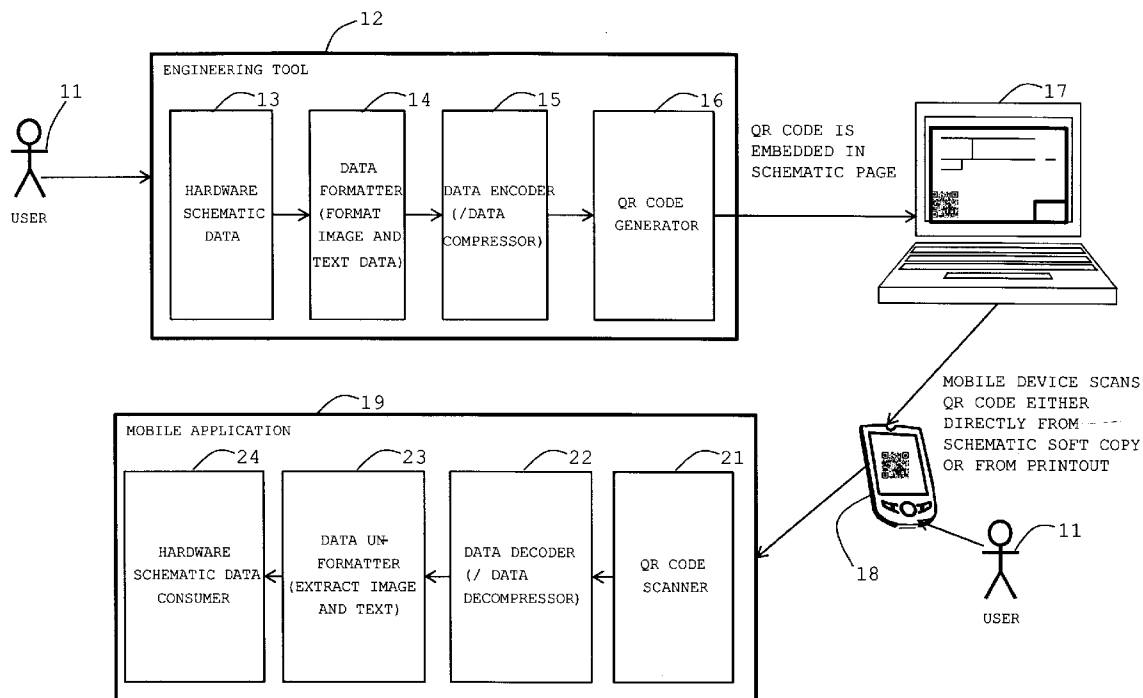 12
ENGINEERING TOOL
11
13
14
15
16
17
USER
HARDWARE
SCHEMATIC
DATA
DATA
FORMATTER
(FORMAT
IMAGE AND
TEXT DATA)
DATA ENCODER
(/DATA
COMPRESSOR)
QR CODE
GENERATOR
QR CODE IS
EMBEDDED IN
SCHEMATIC PAGE
MOBILE DEVICE SCANS
QR CODE EITHER
DIRECTLY FROM
SCHEMATIC SOFT COPY
OR FROM PRINTOUT
18
11
USER
19
MOBILE APPLICATION
24
23
22
21
HARDWARE
SCHEMATIC DATA
CONSUMER
DATA UN-
FORMATTER
(EXTRACT IMAGE
AND TEXT)
DATA DECODER
(/ DATA
DECOMPRESSOR)
QR CODE
SCANNER